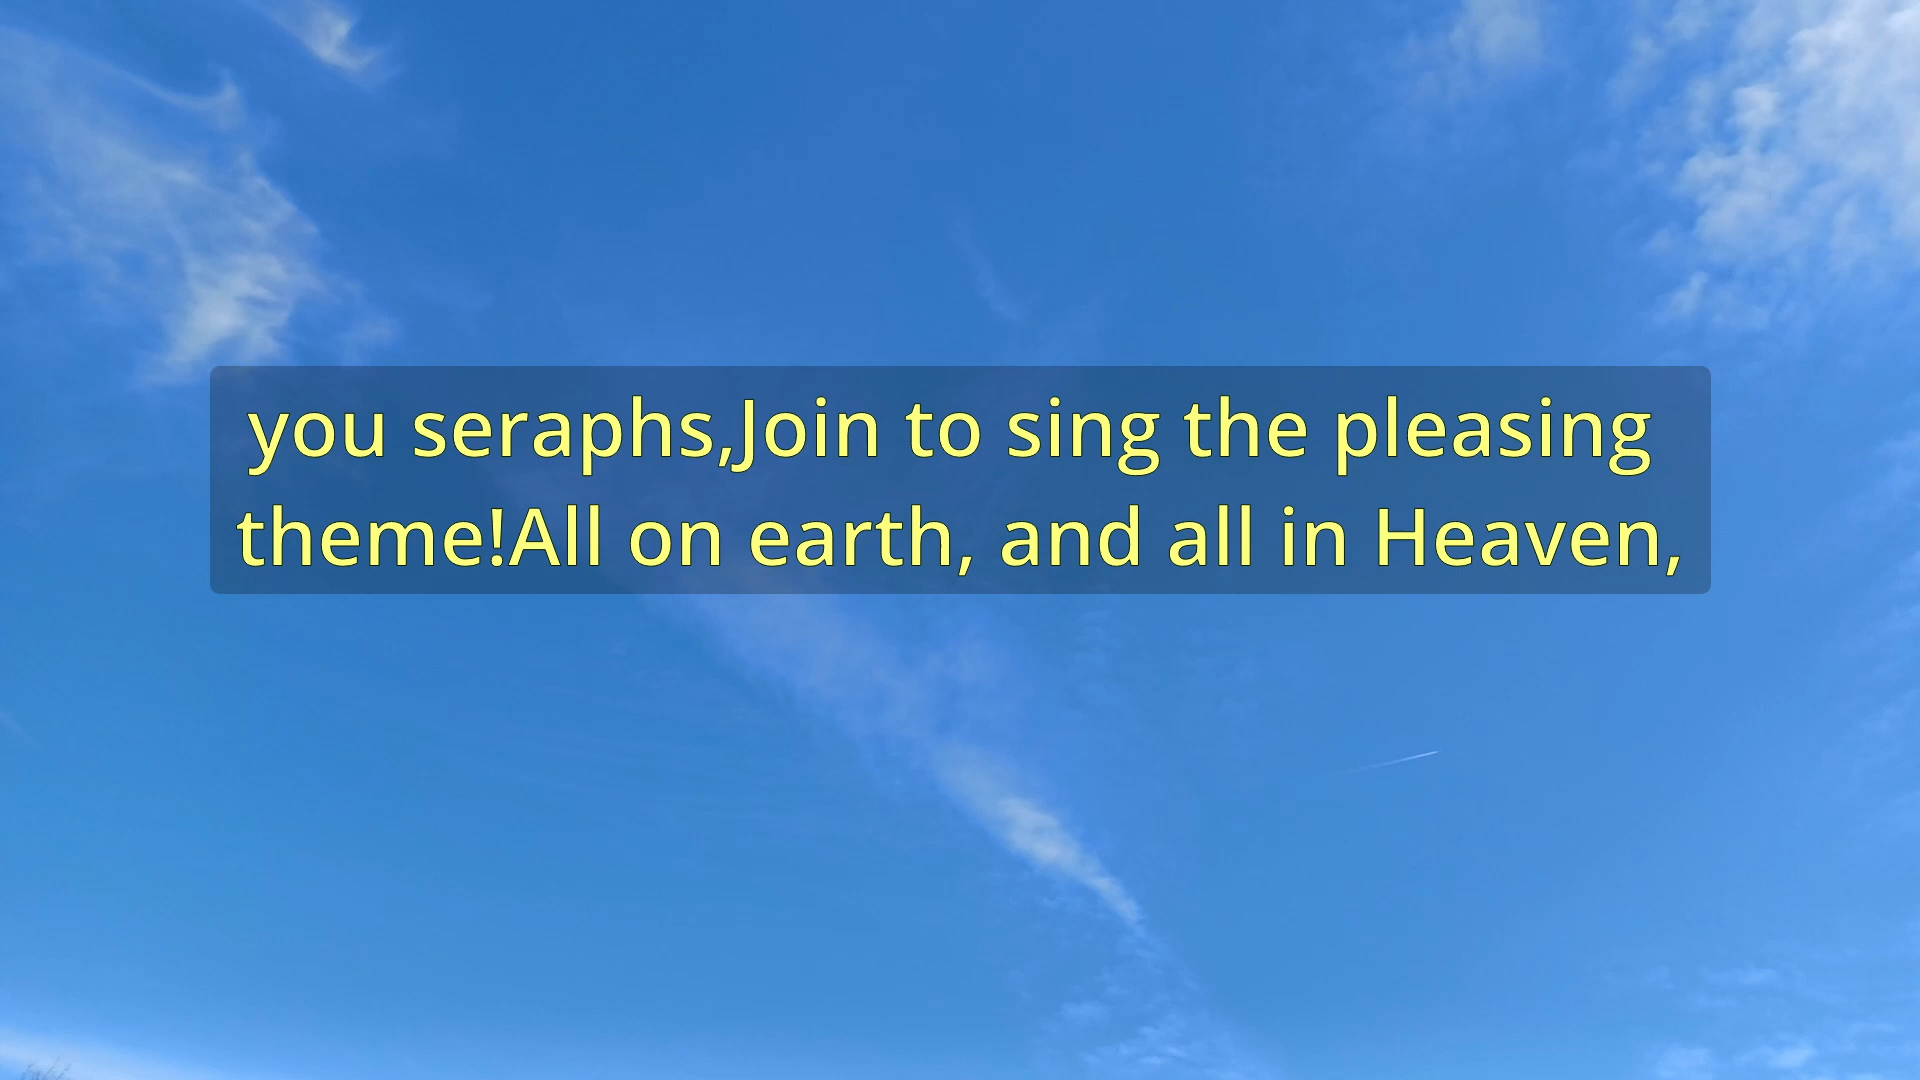 you seraphs,Join to sing the pleasing
theme!All on earth, and all in Heaven,